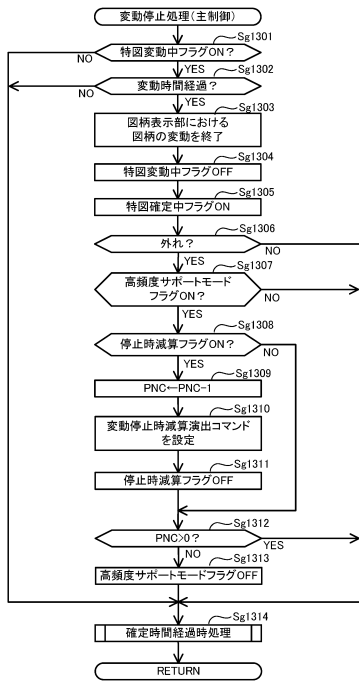 変動停止処理(主制御)
Sg1301
特図変動中フラグON？
NO
YES
Sg1302
変動時間経過？
NO
YES
Sg1303
図柄表示部における
図柄の変動を終了
Sg1304
特図変動中フラグOFF
Sg1305
特図確定中フラグON
Sg1306
外れ？
NO
YES
Sg1307
高頻度サポートモード
フラグON？
NO
YES
Sg1308
停止時減算フラグON？
NO
YES
Sg1309
PNC←PNC-1
Sg1310
変動停止時減算演出コマンド
を設定
Sg1311
停止時減算フラグOFF
Sg1312
PNC>0？
YES
NO
Sg1313
高頻度サポートモードフラグOFF
Sg1314
確定時間経過時処理
RETURN